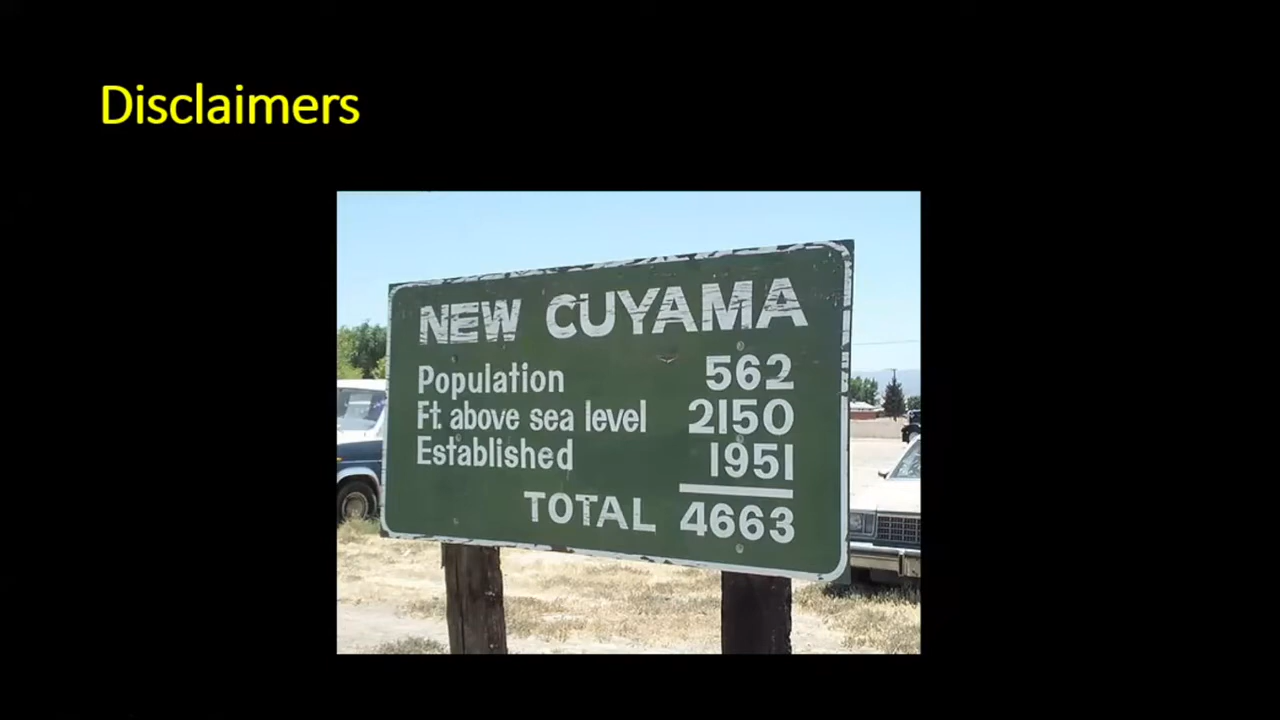 Disclaimers
NEW CUYAMA
Population 562
Ft. above sea level 2150
Established 1951
TOTAL 4663